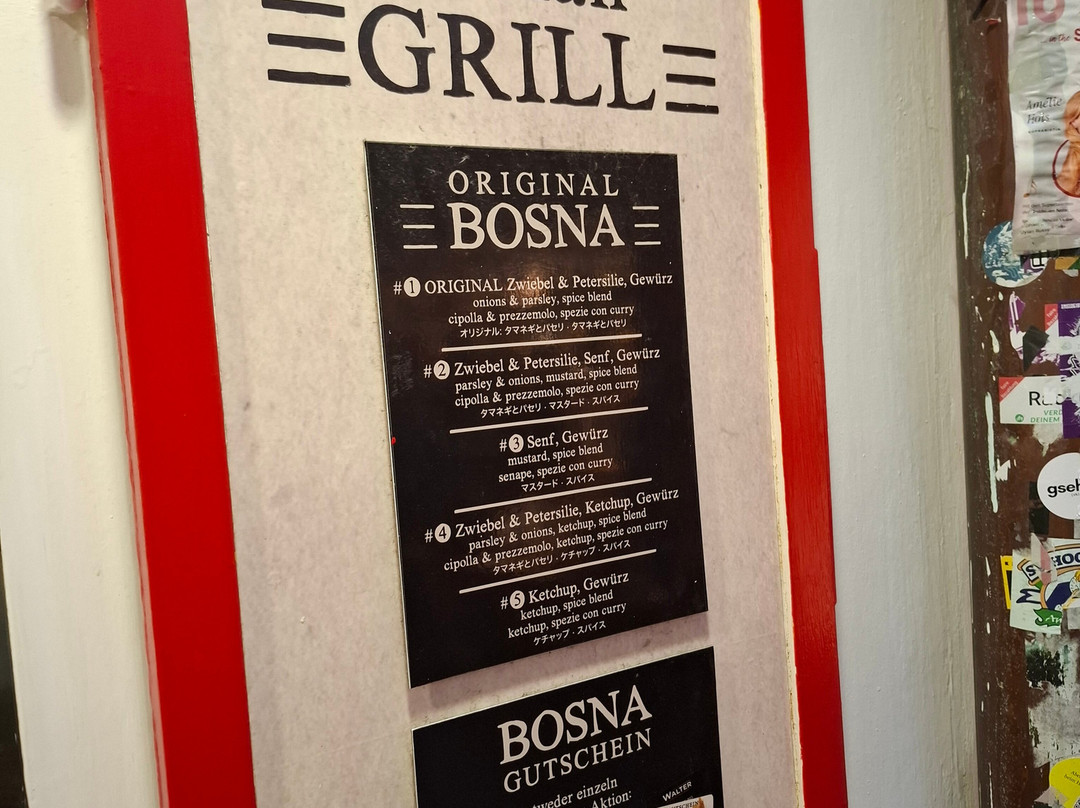 GRILL
ORIGINAL
BOSNA
#1 ORIGINAL Zwiebel & Petersilie, Gewürz
onions & parsley, spice blend
cipolla & prezzemolo, spezie con curry
オリジナル: タマネギとパセリ · タマネギとパセリ
#2 Zwiebel & Petersilie, Senf, Gewürz
parsley & onions, mustard, spice blend
cipolla & prezzemolo, spezie con curry
タマネギとパセリ · マスタード · スパイス
#3 Senf, Gewürz
mustard, spice blend
senape, spezie con curry
マスタード · スパイス
#4 Zwiebel & Petersilie, Ketchup, Gewürz
parsley & onions, ketchup, spice blend
cipolla & prezzemolo, ketchup, spezie con curry
タマネギとパセリ · ケチャップ · スパイス
#5 Ketchup, Gewürz
ketchup, spice blend
ketchup, spezie con curry
ケチャップ · スパイス
BOSNA
GUTSCHEIN
einzeln
Aktion:
WALTER
Amelie
DEINEM